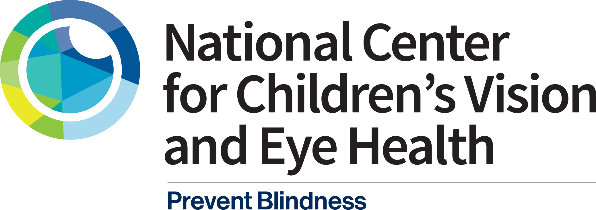 National Center
for Children's Vision
and Eye Health
Prevent Blindness